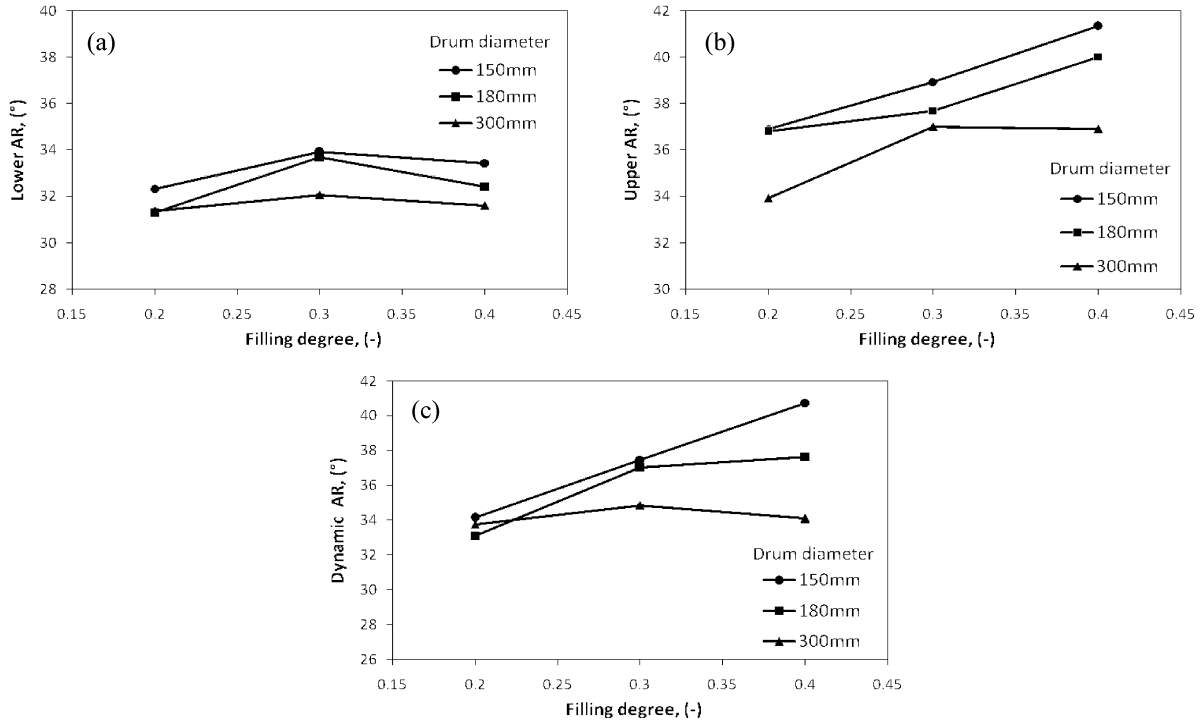 (a)
Drum diameter
150mm
180mm
300mm
Lower AR, (°)
40
38
36
34
32
30
28
0.15 0.2 0.25 0.3 0.35 0.4 0.45
Filling degree, (-)
(b)
Drum diameter
150mm
180mm
300mm
Upper AR, (°)
42
40
38
36
34
32
30
0.15 0.2 0.25 0.3 0.35 0.4 0.45
Filling degree, (-)
(c)
Drum diameter
150mm
180mm
300mm
Dynamic AR, (°)
42
40
38
36
34
32
30
28
26
0.15 0.2 0.25 0.3 0.35 0.4 0.45
Filling degree, (-)